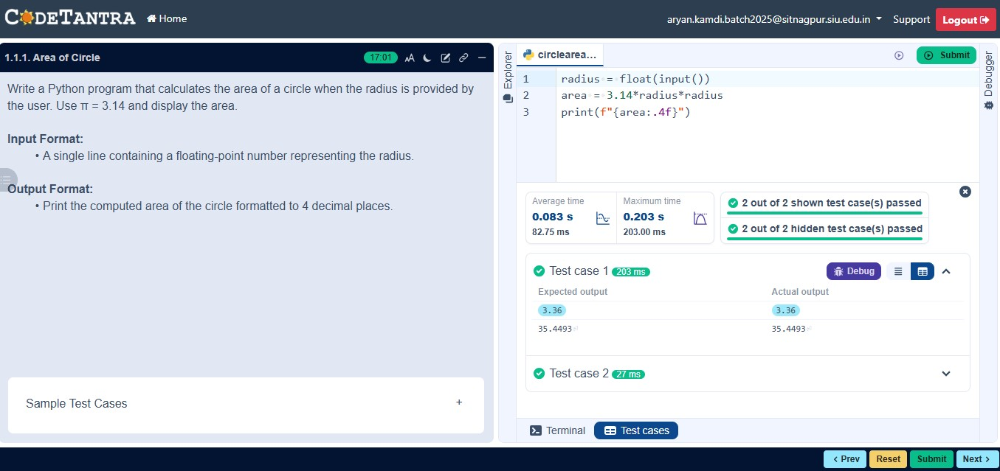 CODETANTRA Home aryan.kamdi.batch2025@sitnagpur.siu.edu.in Support Logout
1.1.1. Area of Circle 17:01 AA
Write a Python program that calculates the area of a circle when the radius is provided by
the user. Use π = 3.14 and display the area.
Input Format:
• A single line containing a floating-point number representing the radius.
Output Format:
• Print the computed area of the circle formatted to 4 decimal places.
Sample Test Cases +
Explorer
circlearea...
Submit
Debugger
1 radius = float(input())
2 area = 3.14*radius*radius
3 print(f"{area:.4f}")
Average time
0.083 s
82.75 ms
Maximum time
0.203 s
203.00 ms
2 out of 2 shown test case(s) passed
2 out of 2 hidden test case(s) passed
Test case 1 203 ms Debug
Expected output Actual output
3.36 3.36
35.4493 35.4493
Test case 2 27 ms
Terminal Test cases
< Prev Reset Submit Next >